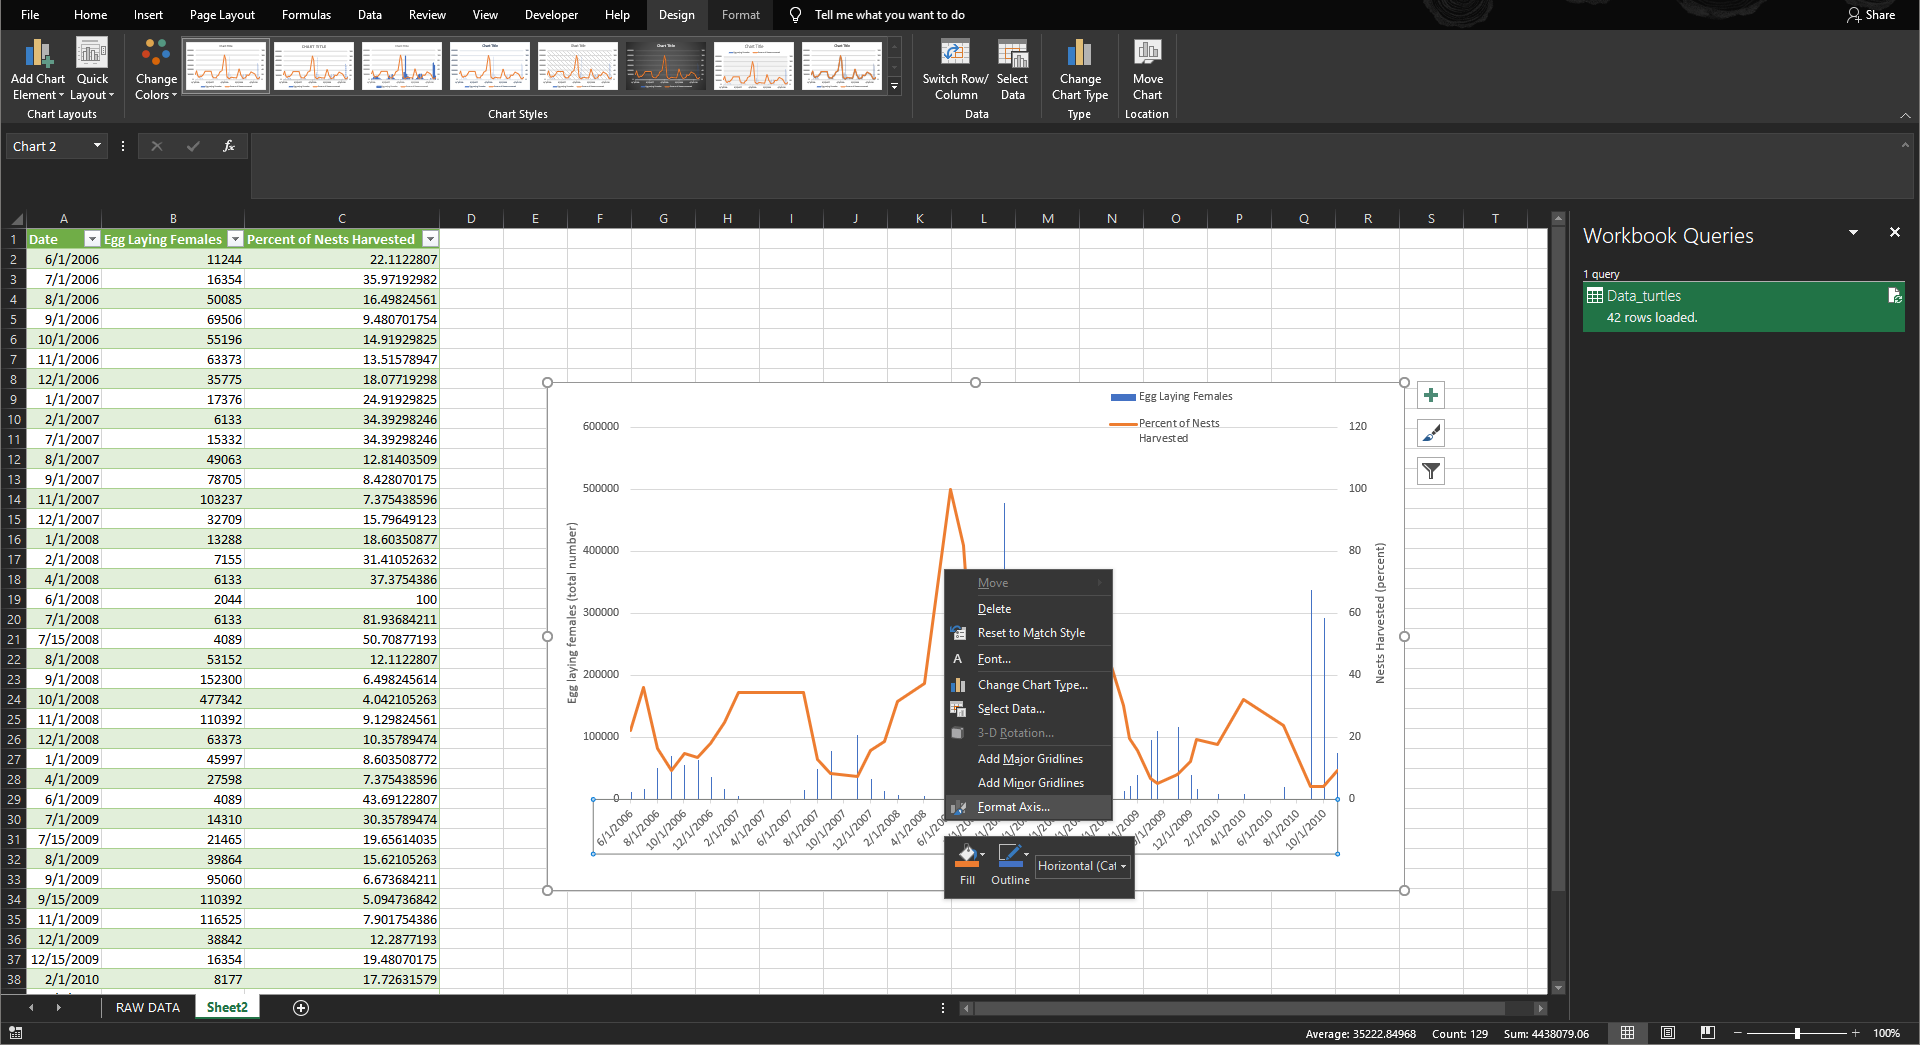 File Home Insert Page Layout Formulas Data Review View Developer Help Design Format Tell me what you want to do Share
Add Chart Element Quick Layout Change Colors Switch Row/ Column Select Data Change Chart Type Move Chart
Chart Layouts Chart Styles Data Type Location
Chart 2 fx
A B C D E F G H I J K L M N O P Q R S T
1 Date Egg Laying Females Percent of Nests Harvested
2 6/1/2006 11244 22.1122807
3 7/1/2006 16354 35.97192982
4 8/1/2006 50085 16.49824561
5 9/1/2006 69506 9.480701754
6 10/1/2006 55196 14.91929825
7 11/1/2006 63373 13.51578947
8 12/1/2006 35775 18.07719298
9 1/1/2007 17376 24.91929825
10 2/1/2007 6133 34.39298246
11 7/1/2007 15332 34.39298246
12 8/1/2007 49063 12.81403509
13 9/1/2007 78705 8.428070175
14 11/1/2007 103237 7.375438596
15 12/1/2007 32709 15.79649123
16 1/1/2008 13288 18.60350877
17 2/1/2008 7155 31.41052632
18 4/1/2008 6133 37.3754386
19 6/1/2008 2044 100
20 7/1/2008 6133 81.93684211
21 7/15/2008 4089 50.70877193
22 8/1/2008 53152 12.1122807
23 9/1/2008 152300 6.498245614
24 10/1/2008 477342 4.042105263
25 11/1/2008 110392 9.129824561
26 12/1/2008 63373 10.35789474
27 1/1/2009 45997 8.603508772
28 4/1/2009 27598 7.375438596
29 6/1/2009 4089 43.69122807
30 7/1/2009 14310 30.35789474
31 7/15/2009 21465 19.65614035
32 8/1/2009 39864 15.62105263
33 9/1/2009 95060 6.673684211
34 9/15/2009 110392 5.094736842
35 11/1/2009 116525 7.901754386
36 12/1/2009 38842 12.2877193
37 12/15/2009 16354 19.48070175
38 2/1/2010 8177 17.72631579
Egg Laying Females
Percent of Nests
Harvested
600000 120
500000 100
400000 80
300000 60
200000 40
100000 20
0 0
Egg laying females (total number)
Nests Harvested (percent)
6/1/2006 8/1/2006 10/1/2006 12/1/2006 2/1/2007 4/1/2007 6/1/2007 8/1/2007 10/1/2007 12/1/2007 2/1/2008 4/1/2008 12/1/2009 2/1/2010 4/1/2010 6/1/2010 8/1/2010 10/1/2010
Move
Delete
Reset to Match Style
Font...
Change Chart Type...
Select Data...
3-D Rotation...
Add Major Gridlines
Add Minor Gridlines
Format Axis...
Fill Outline Horizontal (Cat
Workbook Queries
1 query
Data_turtles
42 rows loaded.
RAW DATA Sheet2
Average: 35222.84968 Count: 129 Sum: 4438079.06 100%